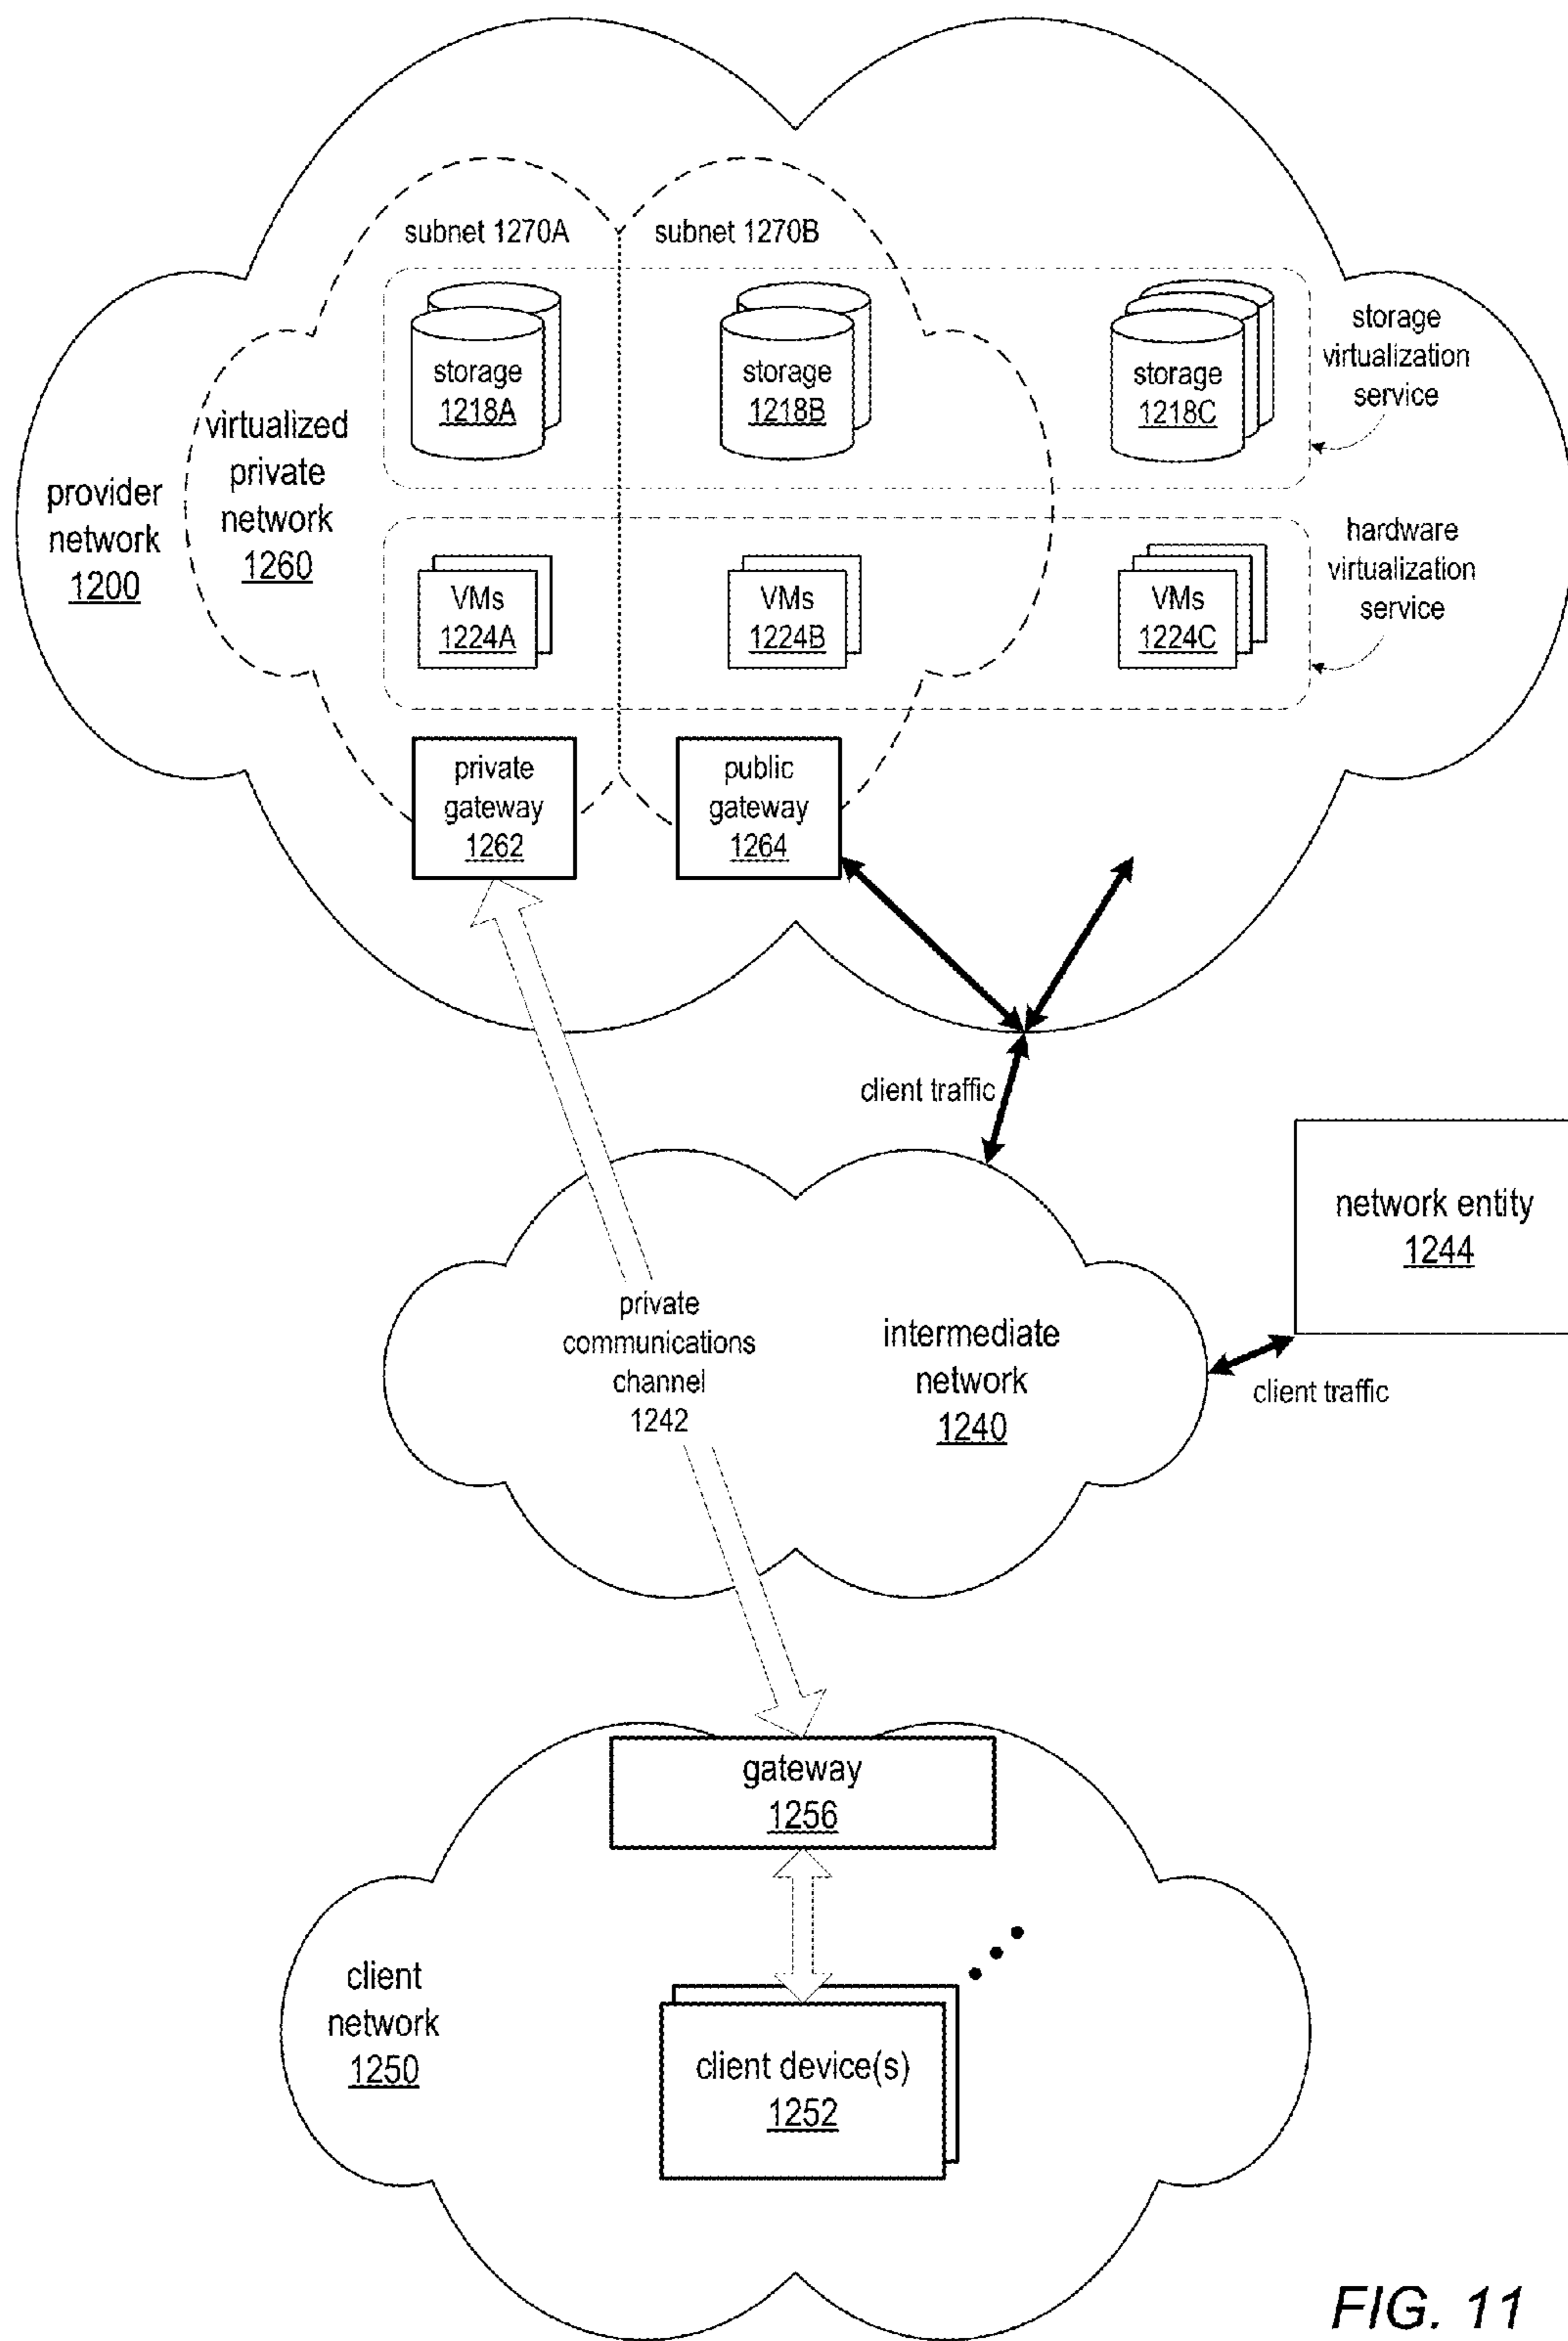 subnet 1270A
subnet 1270B
storage
1218A
storage
1218B
storage
1218C
storage
virtualization
service
virtualized
private
network
1260
provider
network
1200
VMs
1224A
VMs
1224B
VMs
1224C
hardware
virtualization
service
private
gateway
1262
public
gateway
1264
client traffic
network entity
1244
client traffic
private
communications
channel
1242
intermediate
network
1240
gateway
1256
client
network
1250
client device(s)
1252
FIG. 11